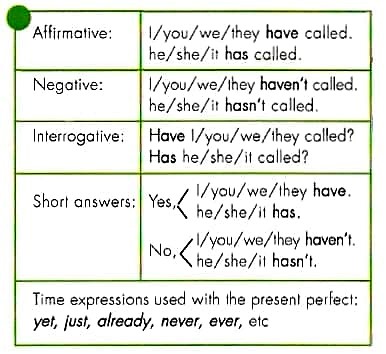 Affirmative: I/you/we/they have called.
he/she/it has called.
Negative: I/you/we/they haven't called.
he/she/it hasn't called.
Interrogative: Have I/you/we/they called?
Has he/she/it called?
Short answers: Yes, I/you/we/they have.
he/she/it has.
No, I/you/we/they haven't.
he/she/it hasn't.
Time expressions used with the present perfect:
yet, just, already, never, ever, etc